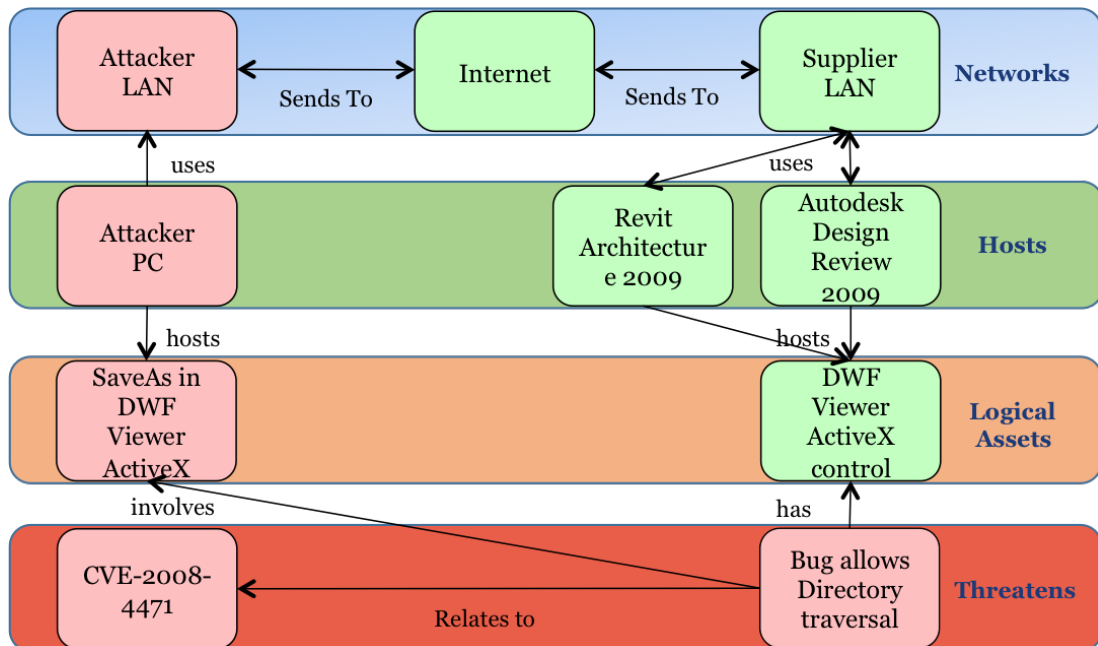 Attacker
LAN
Internet
Supplier
LAN
Networks
Sends To
Sends To
uses
uses
Attacker
PC
Revit
Architectur
e 2009
Autodesk
Design
Review
2009
Hosts
hosts
hosts
SaveAs in
DWF
Viewer
ActiveX
DWF
Viewer
ActiveX
control
Logical
Assets
involves
has
CVE-2008-
4471
Relates to
Bug allows
Directory
traversal
Threatens